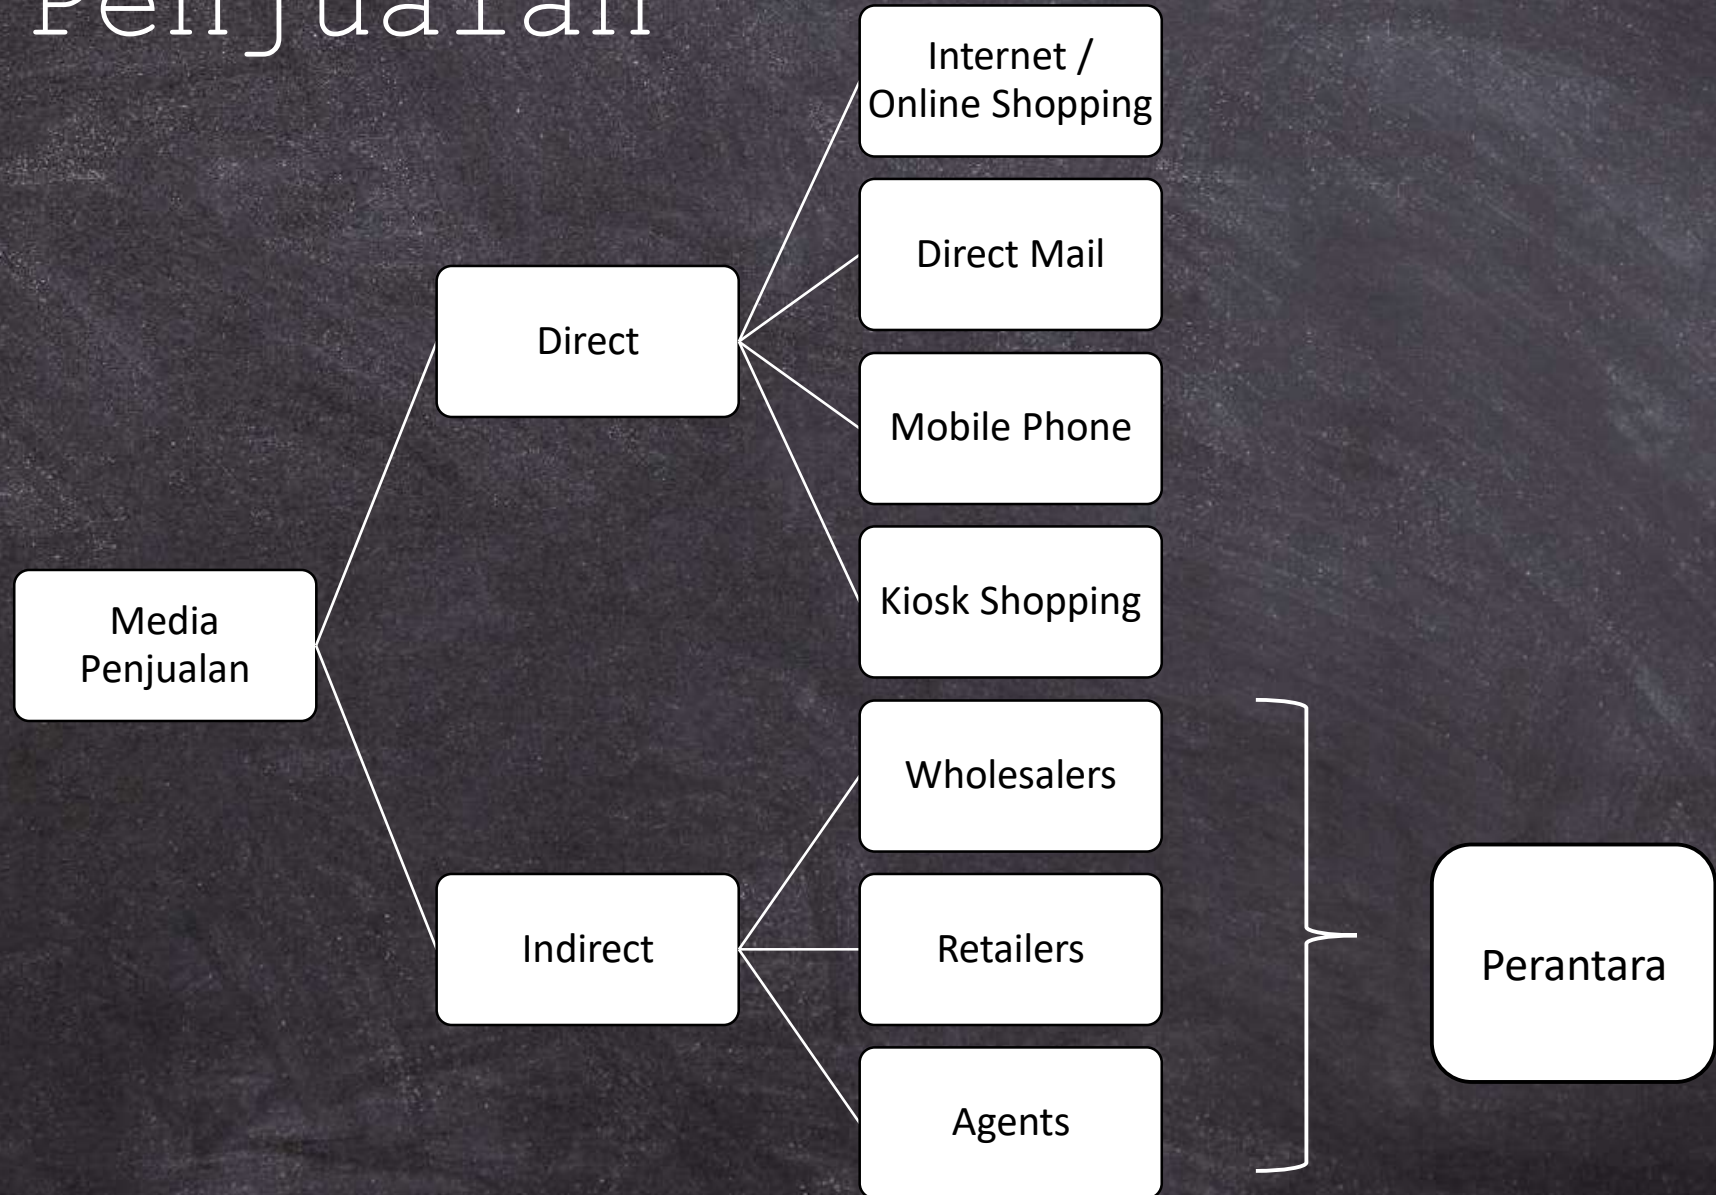 Penjualan
Internet /
Online Shopping
Direct Mail
Direct
Mobile Phone
Kiosk Shopping
Media
Penjualan
Wholesalers
Indirect
Retailers
Perantara
Agents